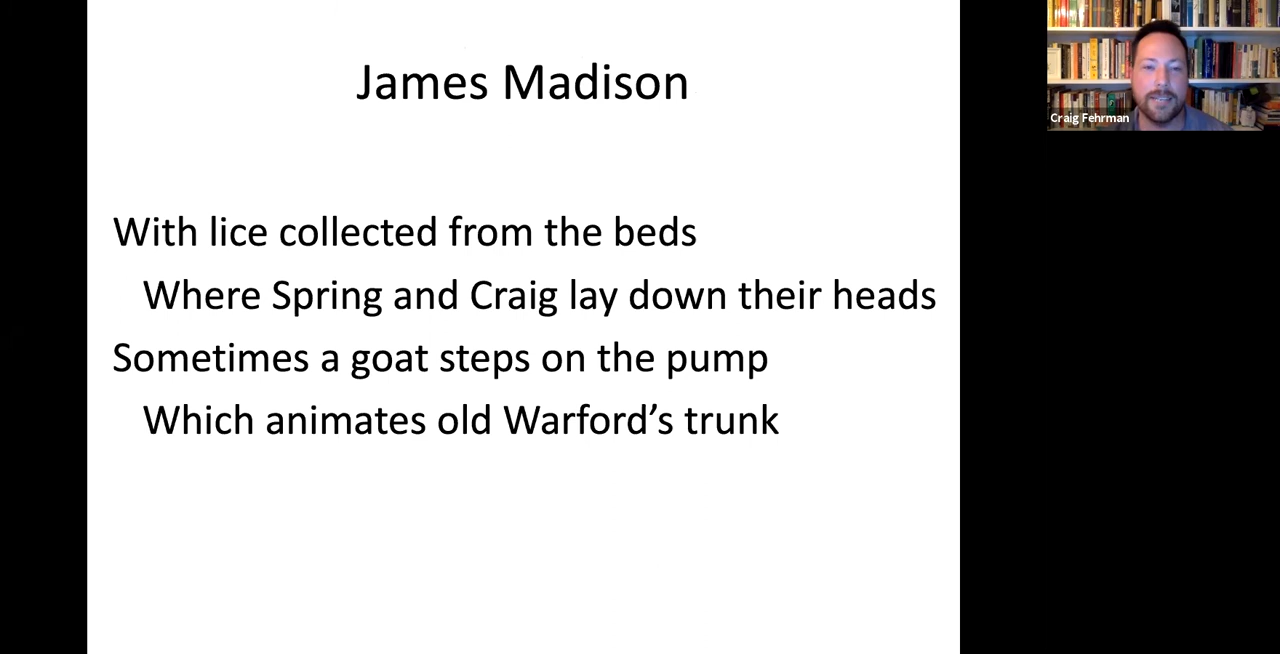 James Madison
Craig Fehrman
With lice collected from the beds
Where Spring and Craig lay down their heads
Sometimes a goat steps on the pump
Which animates old Warford’s trunk